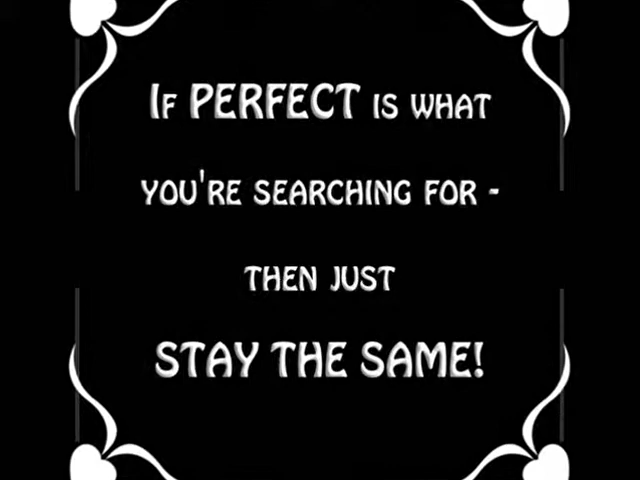 If PERFECT is what
you're searching for -
then just
STAY THE SAME!